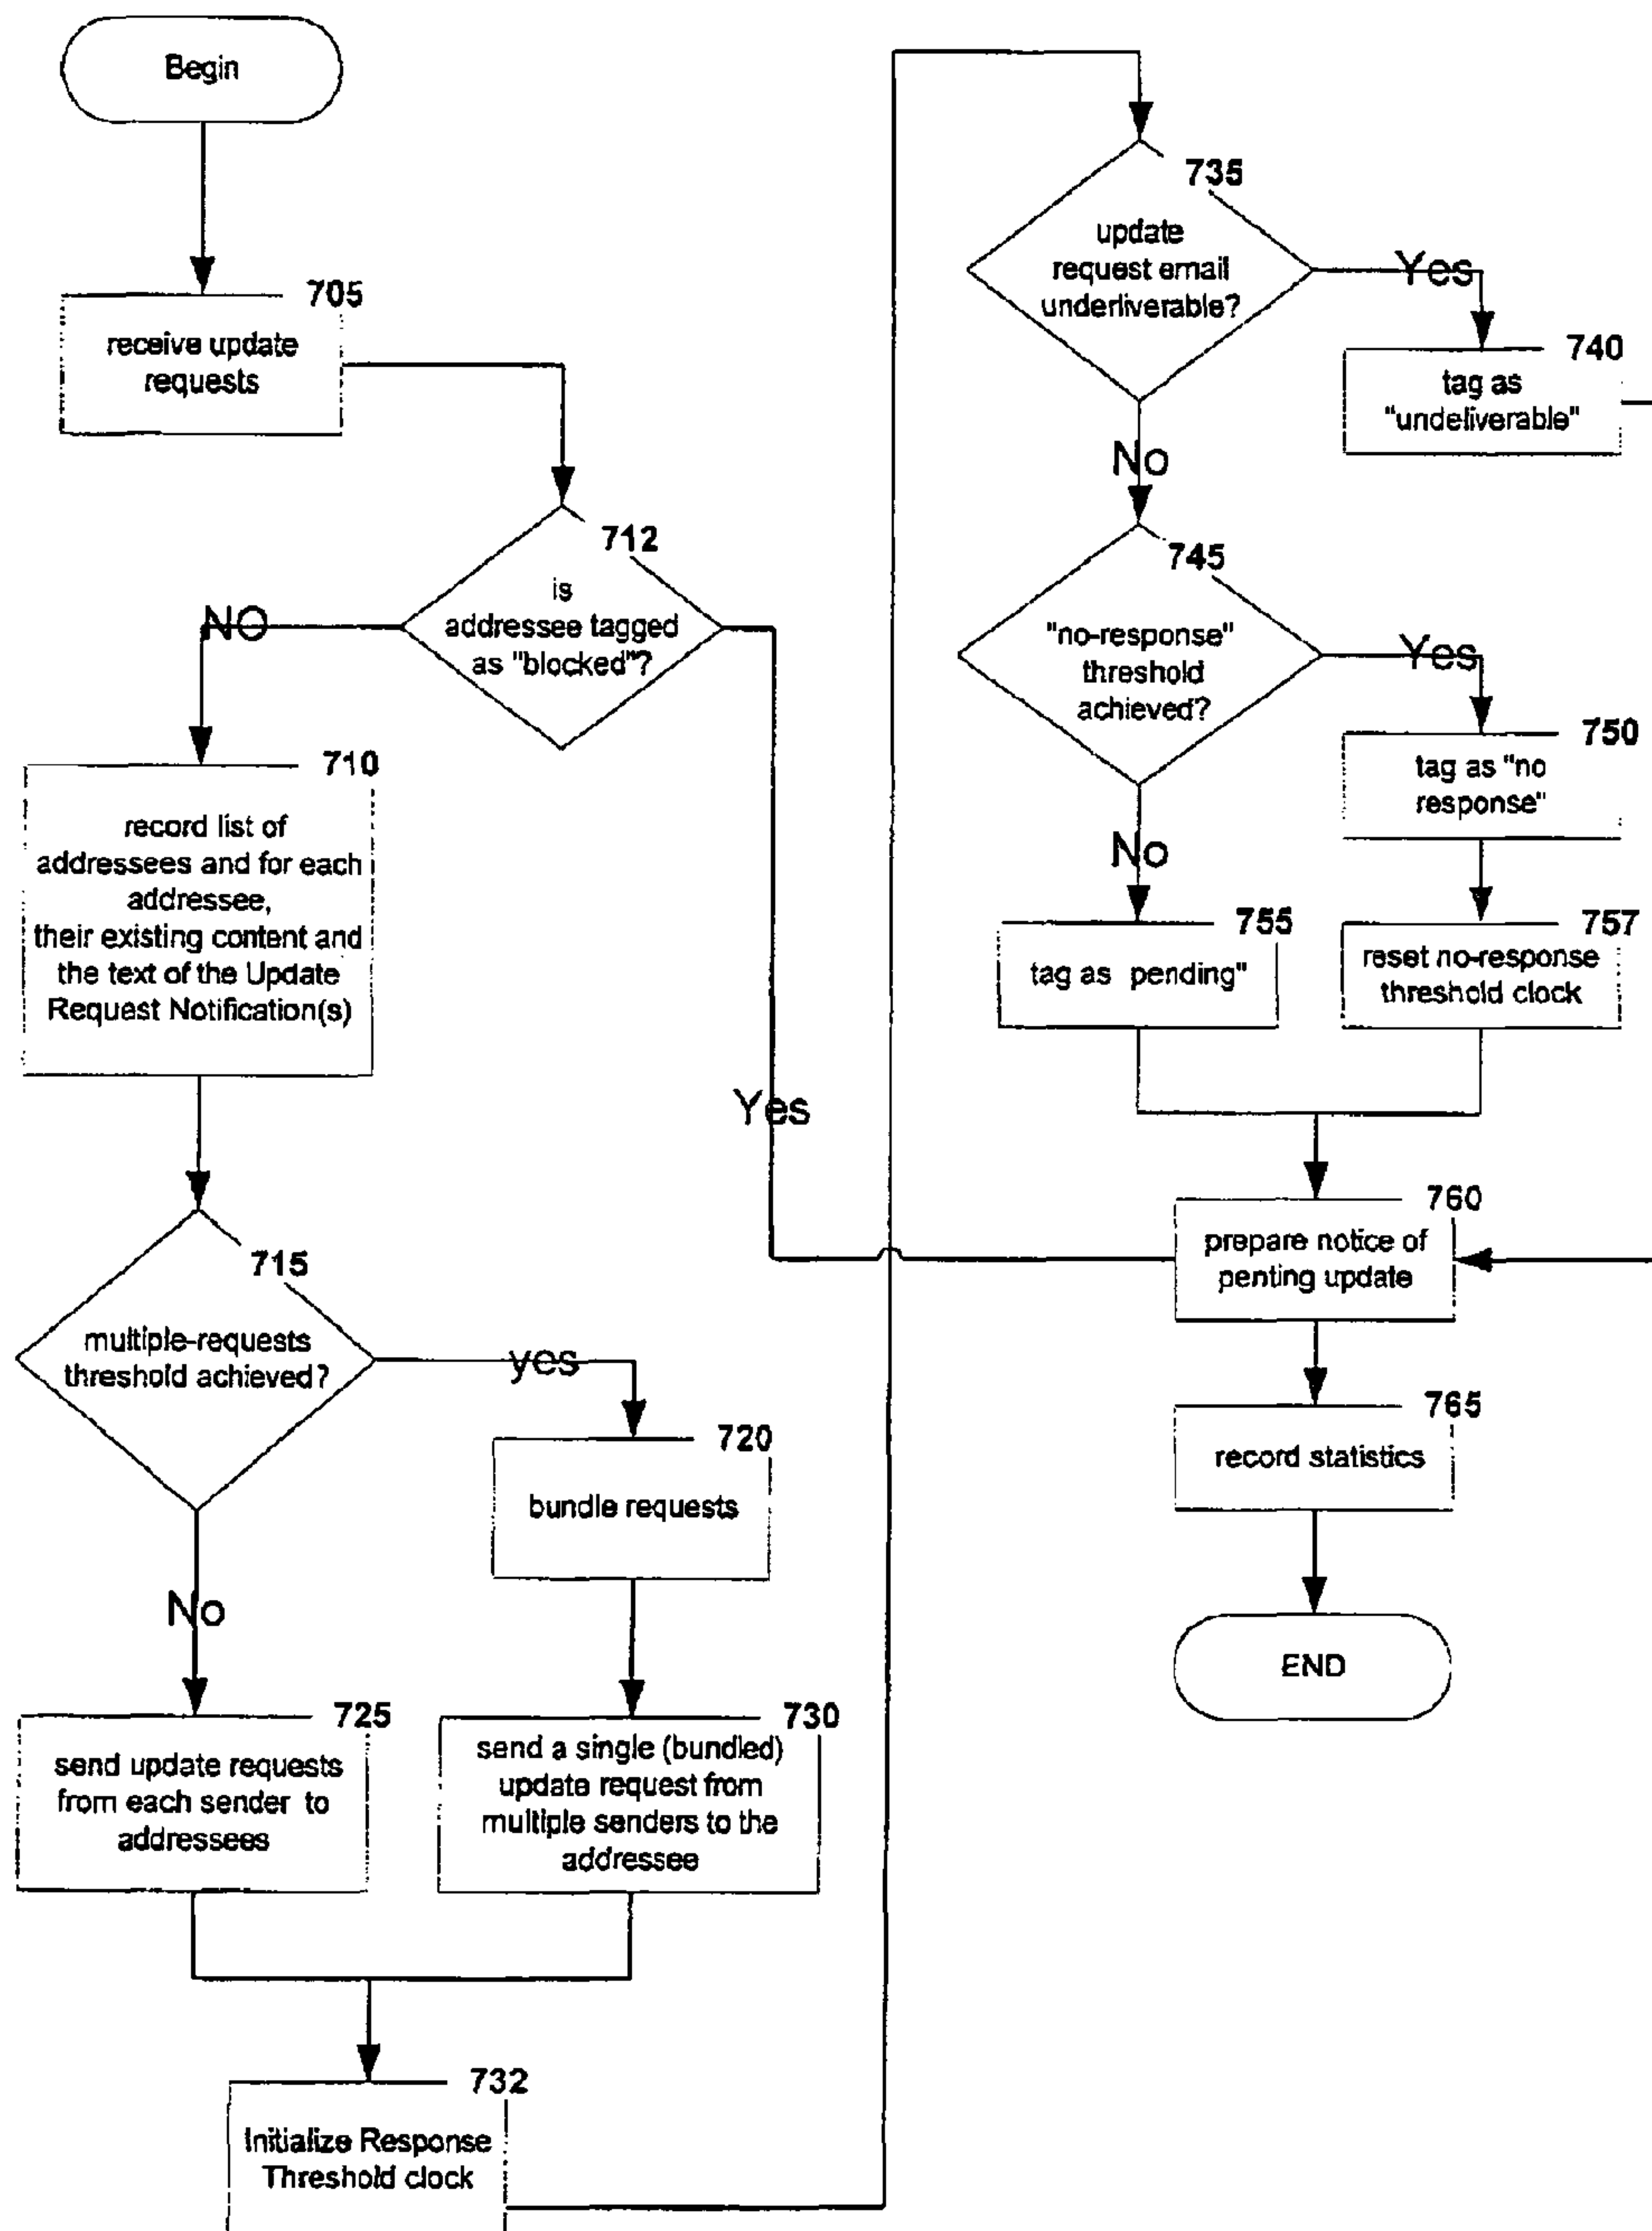 Begin
705
receive update
requests
712
is
addressee tagged
as "blocked"?
NO
Yes
710
record list of
addressees and for each
addressee,
their existing content and
the text of the Update
Request Notification(s)
715
multiple-requests
threshold achieved?
yes
No
720
bundle requests
725
send update requests
from each sender to
addressees
730
send a single (bundled)
update request from
multiple senders to the
addressee
732
Initialize Response
Threshold clock
735
update
request email
underliverable?
Yes
No
740
tag as
"undeliverable"
745
"no-response"
threshold
achieved?
Yes
No
750
tag as "no
response"
755
tag as pending"
757
reset no-response
threshold clock
760
prepare notice of
penting update
765
record statistics
END